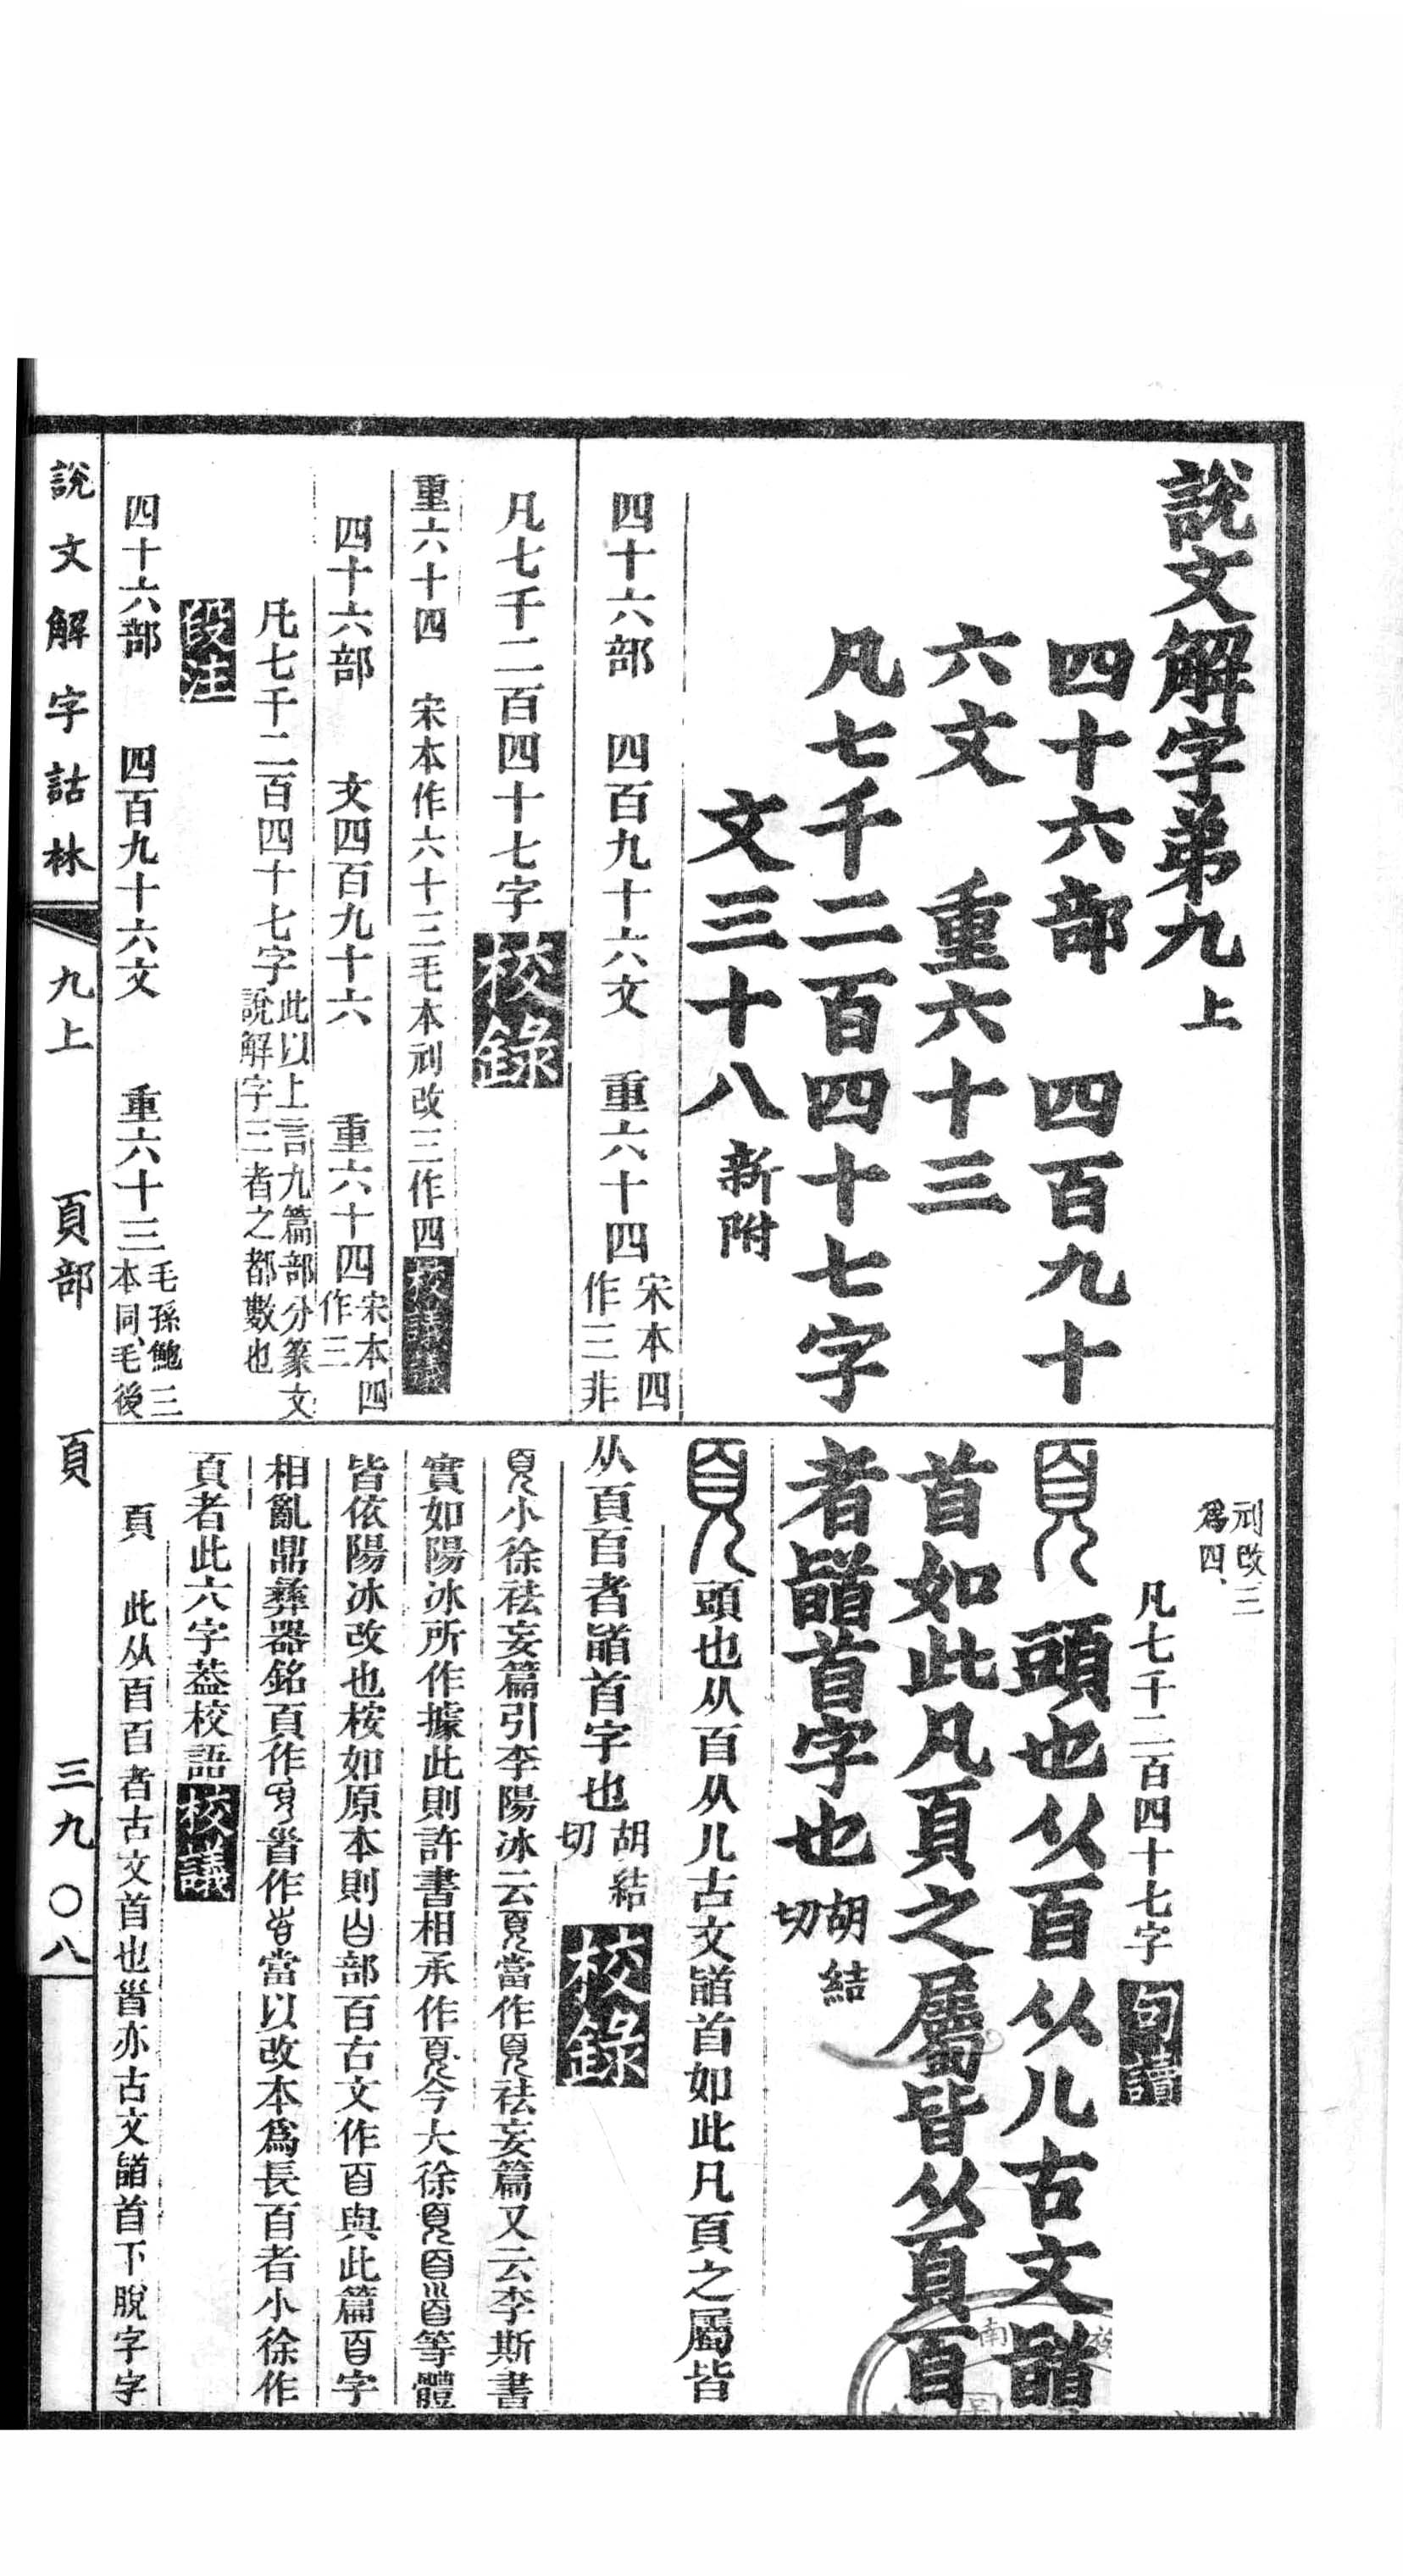 說文解字弟九上
四十六部 四百九十
六文 重六十三
凡七千二百四十七字
文三十八新附
四十六部 四百九十六文 重六十四宋本四作三非
凡七千二百四十七字校錄
重六十四 宋本作六十三毛本刓改三作四校議
四十六部 文四百九十六 重六十四宋本四作三
凡七千二百四十七字此以上言九篇部分篆文說解字三者之都數也
段注
四十六部 四百九十六文 重六十三毛孫鮑三本同、毛後
刓改三爲四、
凡七千二百四十七字句讀
頭也从𦣻从儿古文䭫
首如此凡頁之屬皆从頁𦣻
者䭫首字也胡結切
頭也从𦣻从儿古文䭫首如此凡頁之屬皆
从頁𦣻者䭫首字也胡結切校錄
小徐祛妄篇引李陽冰云當作祛妄篇又云李斯書
實如陽冰所作據此則許書相承作今大徐等體
皆依陽冰改也桉如原本則部𦣻古文作與此篇𦣻字
相亂鼎彝器銘頁作𩠐作當以改本爲長𦣻者小徐作
頁者此六字葢校語校議
頁 此从𦣻𦣻者古文首也𩠐亦古文䭫首下脫字字
說文解字詁林
九上 頁部 頁 三九〇八